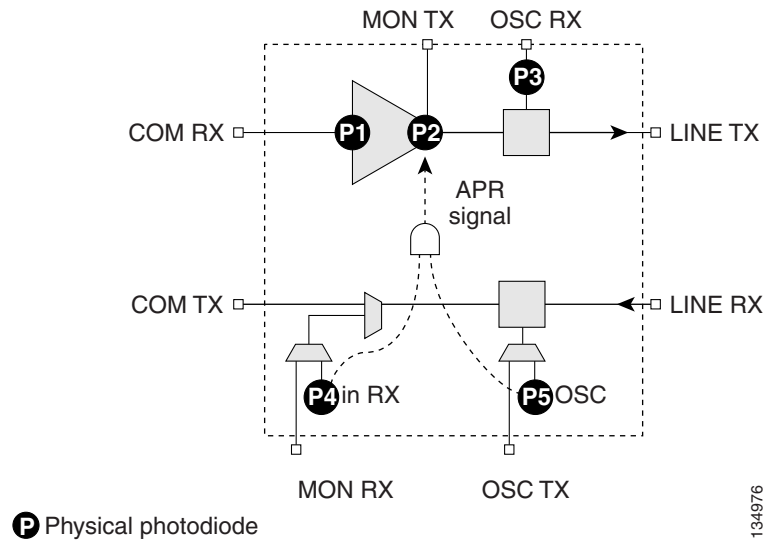 MON TX
OSC RX
P3
COM RX
P1
P2
LINE TX
APR
signal
COM TX
LINE RX
P4
in RX
P5
OSC
MON RX
OSC TX
P Physical photodiode
134976